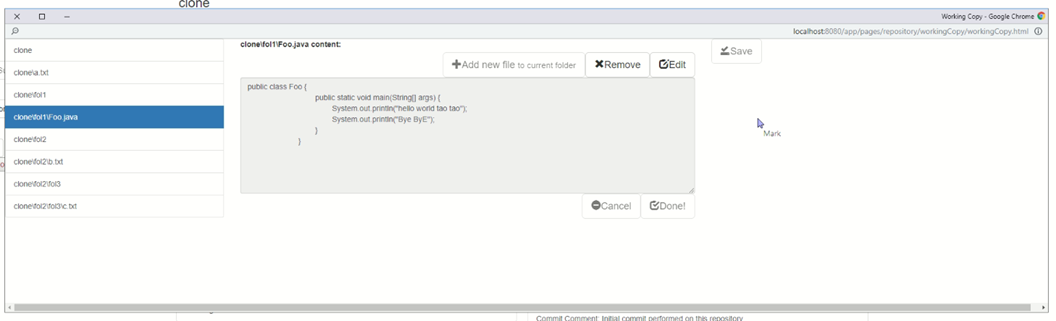 clone
Working Copy - Google Chrome
localhost:8080/app/pages/repository/workingCopy/workingCopy.html
clone
clone\a.txt
clone\fol1
clone\fol1\Foo.java
clone\fol2
clone\fol2\b.txt
clone\fol2\fol3
clone\fol2\fol3\c.txt
clone\fol1\Foo.java content:
Add new file to current folder
Remove
Edit
Save
public class Foo {
public static void main(String[] args) {
System.out.println("hello world tao tao");
System.out.println("Bye ByE");
}
}
Mark
Cancel
Done!
Commit Comment: Initial commit performed on this repository